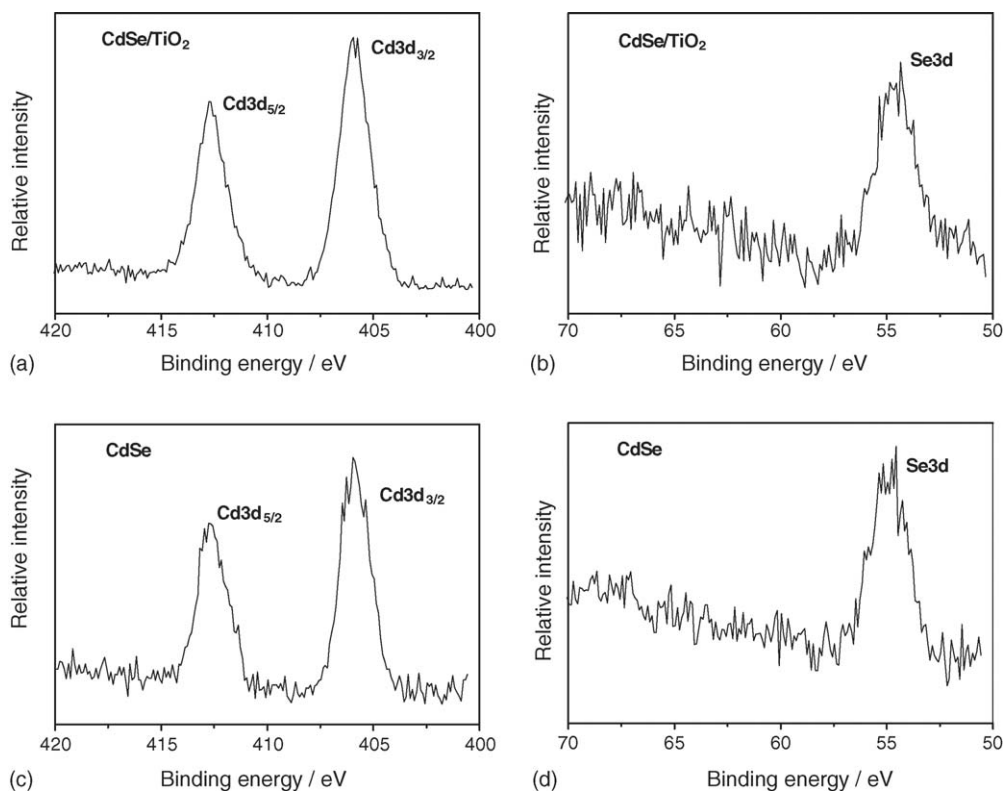 CdSe/TiO₂
Cd3d₃/₂
Cd3d₅/₂
Relative intensity
420 415 410 405 400
Binding energy / eV
(a)
CdSe/TiO₂
Se3d
Relative intensity
70 65 60 55 50
Binding energy / eV
(b)
CdSe
Cd3d₅/₂
Cd3d₃/₂
Relative intensity
420 415 410 405 400
Binding energy / eV
(c)
CdSe
Se3d
Relative intensity
70 65 60 55 50
Binding energy / eV
(d)